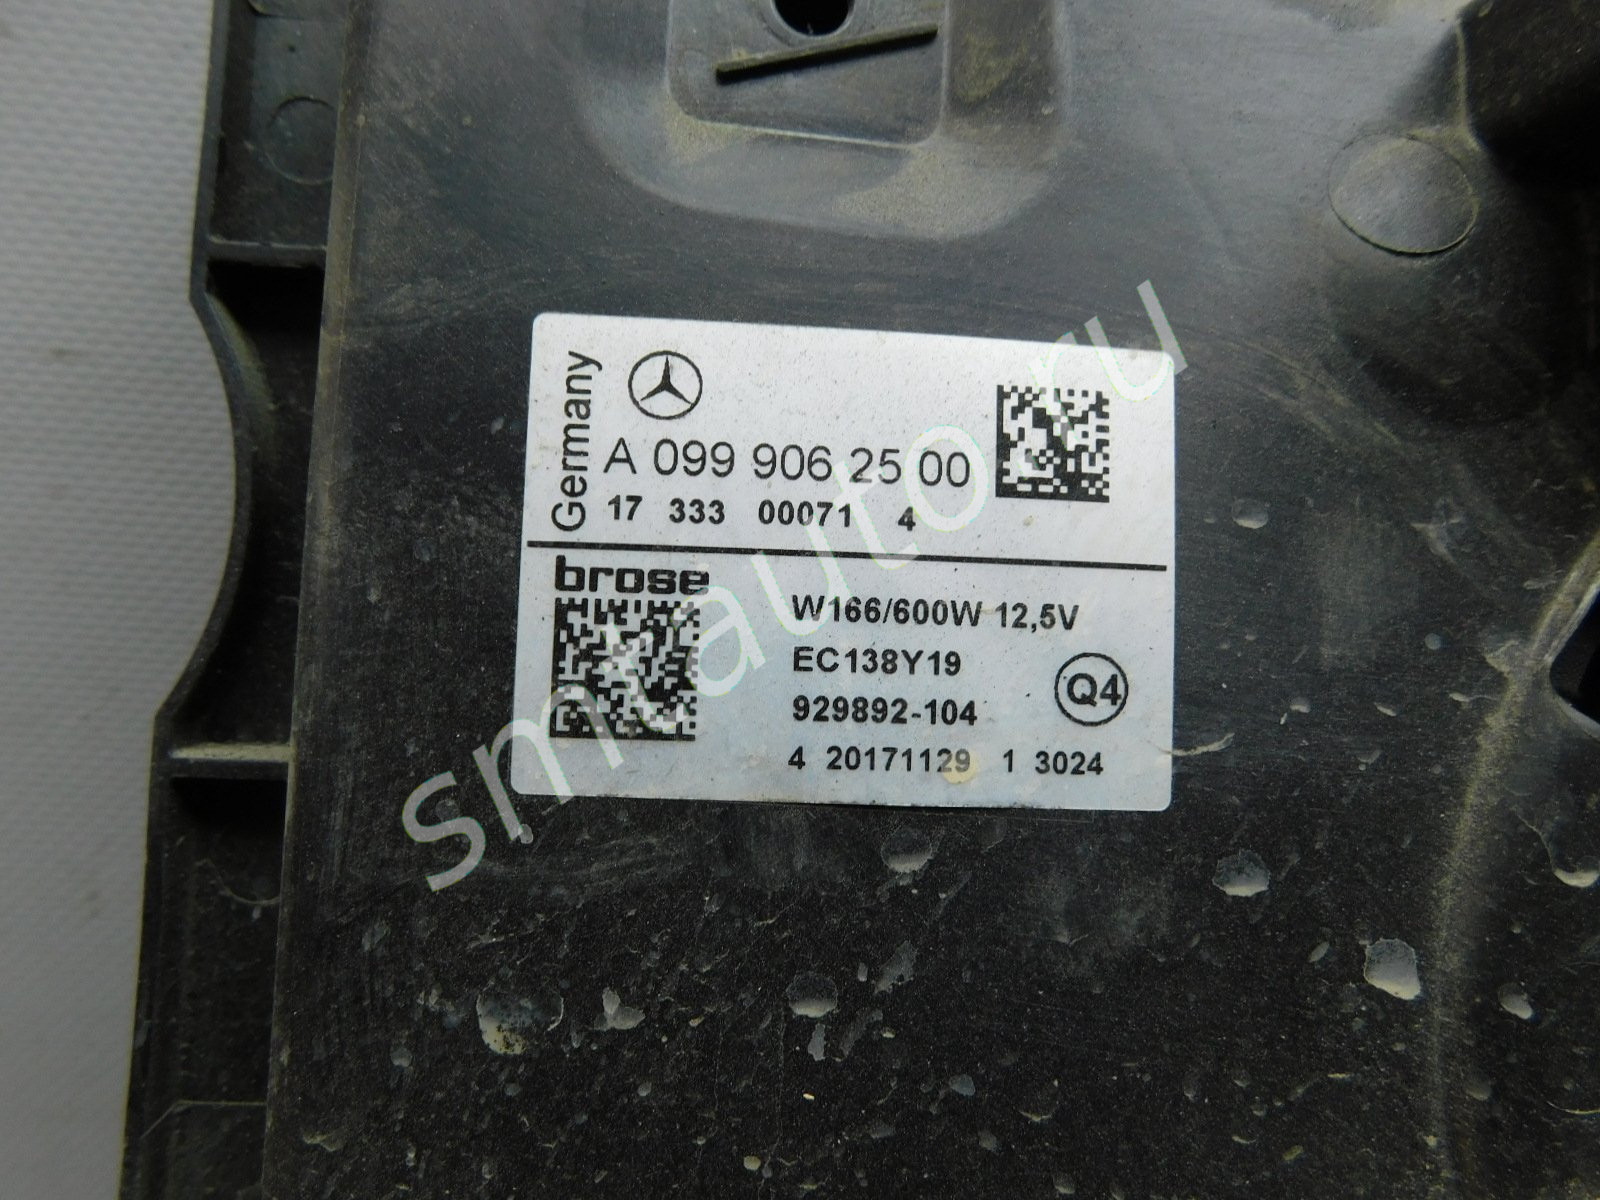 Germany
A 099 906 25 00
17 333 00071 4
brose
W166/600W 12,5V
EC138Y19
929892-104
Q4
4 20171129 1 3024
smtauto.ru